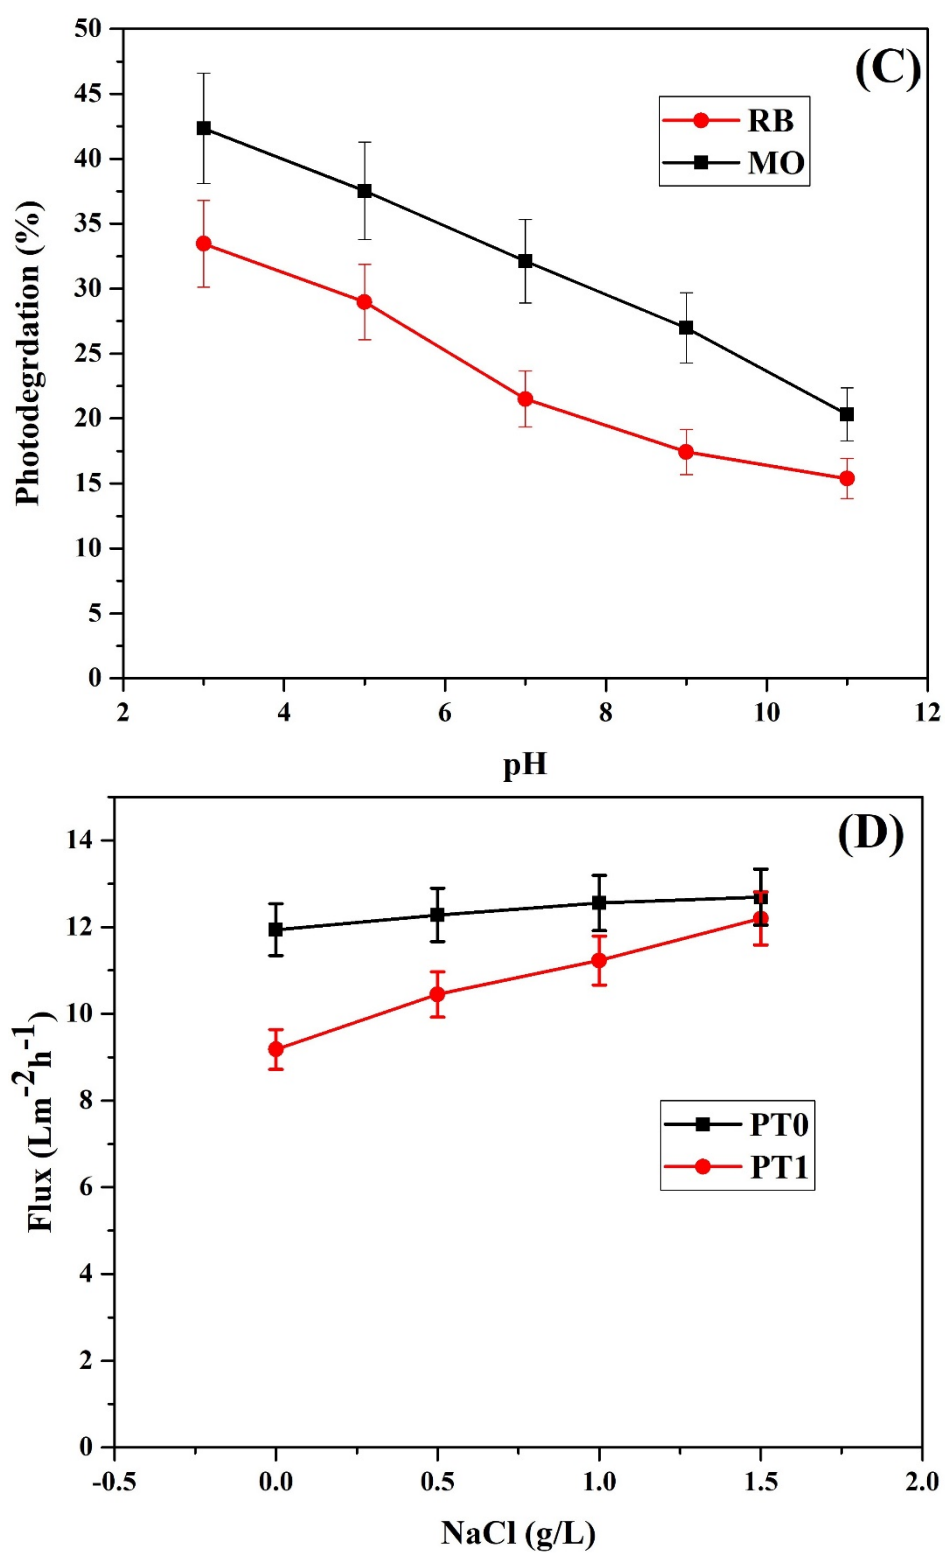 (C)
50
45
40
35
30
25
20
15
10
5
0
Photodegrdation (%)
RB
MO
2 4 6 8 10 12
pH
(D)
14
12
10
8
6
4
2
0
Flux (Lm⁻²h⁻¹)
PT0
PT1
-0.5 0.0 0.5 1.0 1.5 2.0
NaCl (g/L)